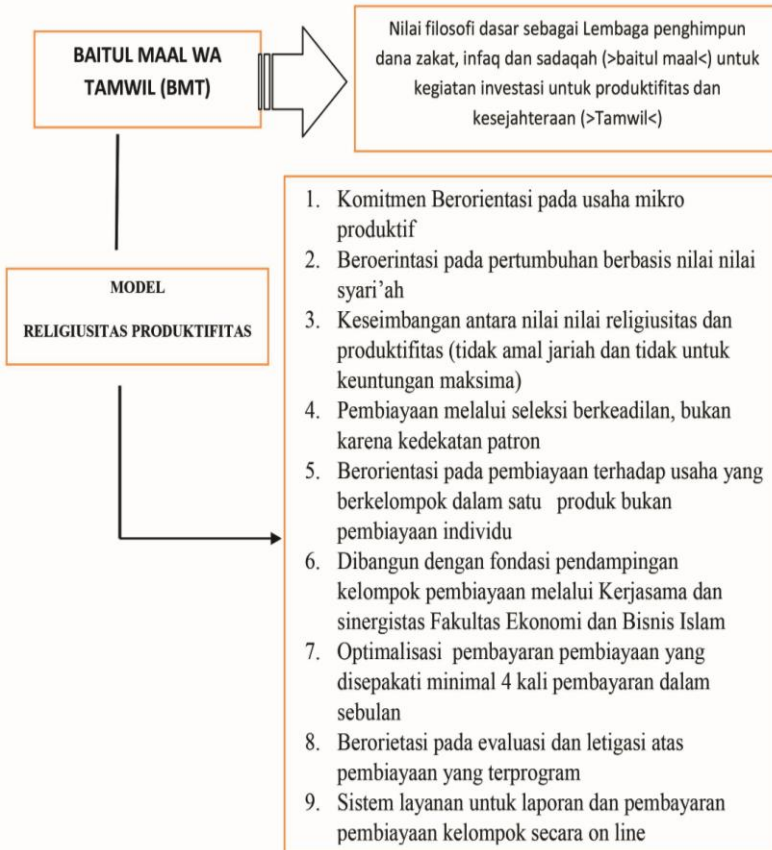 BAITUL MAAL WA
TAMWIL (BMT)
Nilai filosofi dasar sebagai Lembaga penghimpun
dana zakat, infaq dan sadaqah (>baitul maal<) untuk
kegiatan investasi untuk produktifitas dan
kesejahteraan (>Tamwil<)
MODEL
RELIGIUSITAS PRODUKTIFITAS
1. Komitmen Berorientasi pada usaha mikro
produktif
2. Beroerintasi pada pertumbuhan berbasis nilai nilai
syari’ah
3. Keseimbangan antara nilai nilai religiusitas dan
produktifitas (tidak amal jariah dan tidak untuk
keuntungan maksima)
4. Pembiayaan melalui seleksi berkeadilan, bukan
karena kedekatan patron
5. Berorientasi pada pembiayaan terhadap usaha yang
berkelompok dalam satu produk bukan
pembiayaan individu
6. Dibangun dengan fondasi pendampingan
kelompok pembiayaan melalui Kerjasama dan
sinergistas Fakultas Ekonomi dan Bisnis Islam
7. Optimalisasi pembayaran pembiayaan yang
disepakati minimal 4 kali pembayaran dalam
sebulan
8. Berorietasi pada evaluasi dan letigasi atas
pembiayaan yang terprogram
9. Sistem layanan untuk laporan dan pembayaran
pembiayaan kelompok secara on line